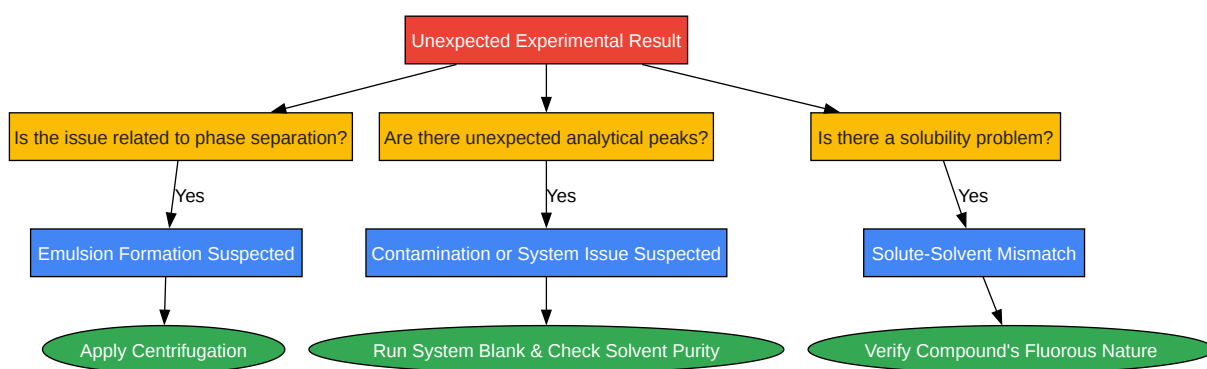 Unexpected Experimental Result
Is the issue related to phase separation?
Are there unexpected analytical peaks?
Is there a solubility problem?
Yes
Yes
Yes
Emulsion Formation Suspected
Contamination or System Issue Suspected
Solute-Solvent Mismatch
Apply Centrifugation
Run System Blank & Check Solvent Purity
Verify Compound's Fluorous Nature